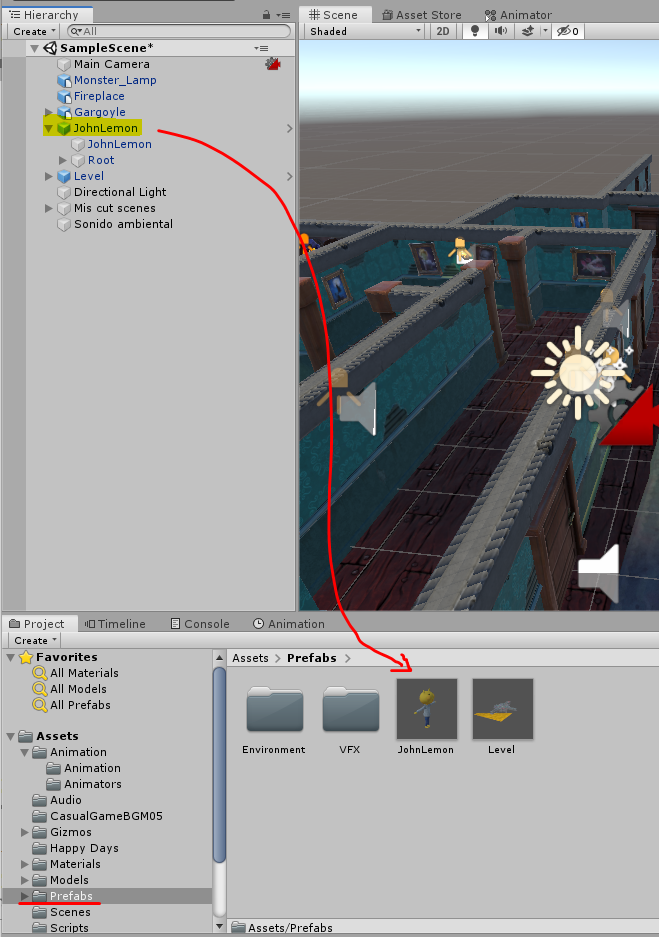 Hierarchy
Create
All
SampleScene*
Main Camera
Monster_Lamp
Fireplace
Gargoyle
JohnLemon
JohnLemon
Root
Level
Directional Light
Mis cut scenes
Sonido ambiental
Scene
Asset Store
Animator
Shaded
2D
0
Project
Timeline
Console
Animation
Create
Favorites
All Materials
All Models
All Prefabs
Assets
Animation
Animation
Animators
Audio
CasualGameBGM05
Gizmos
Happy Days
Materials
Models
Prefabs
Scenes
Scripts
Assets > Prefabs >
Environment
VFX
JohnLemon
Level
Assets/Prefabs